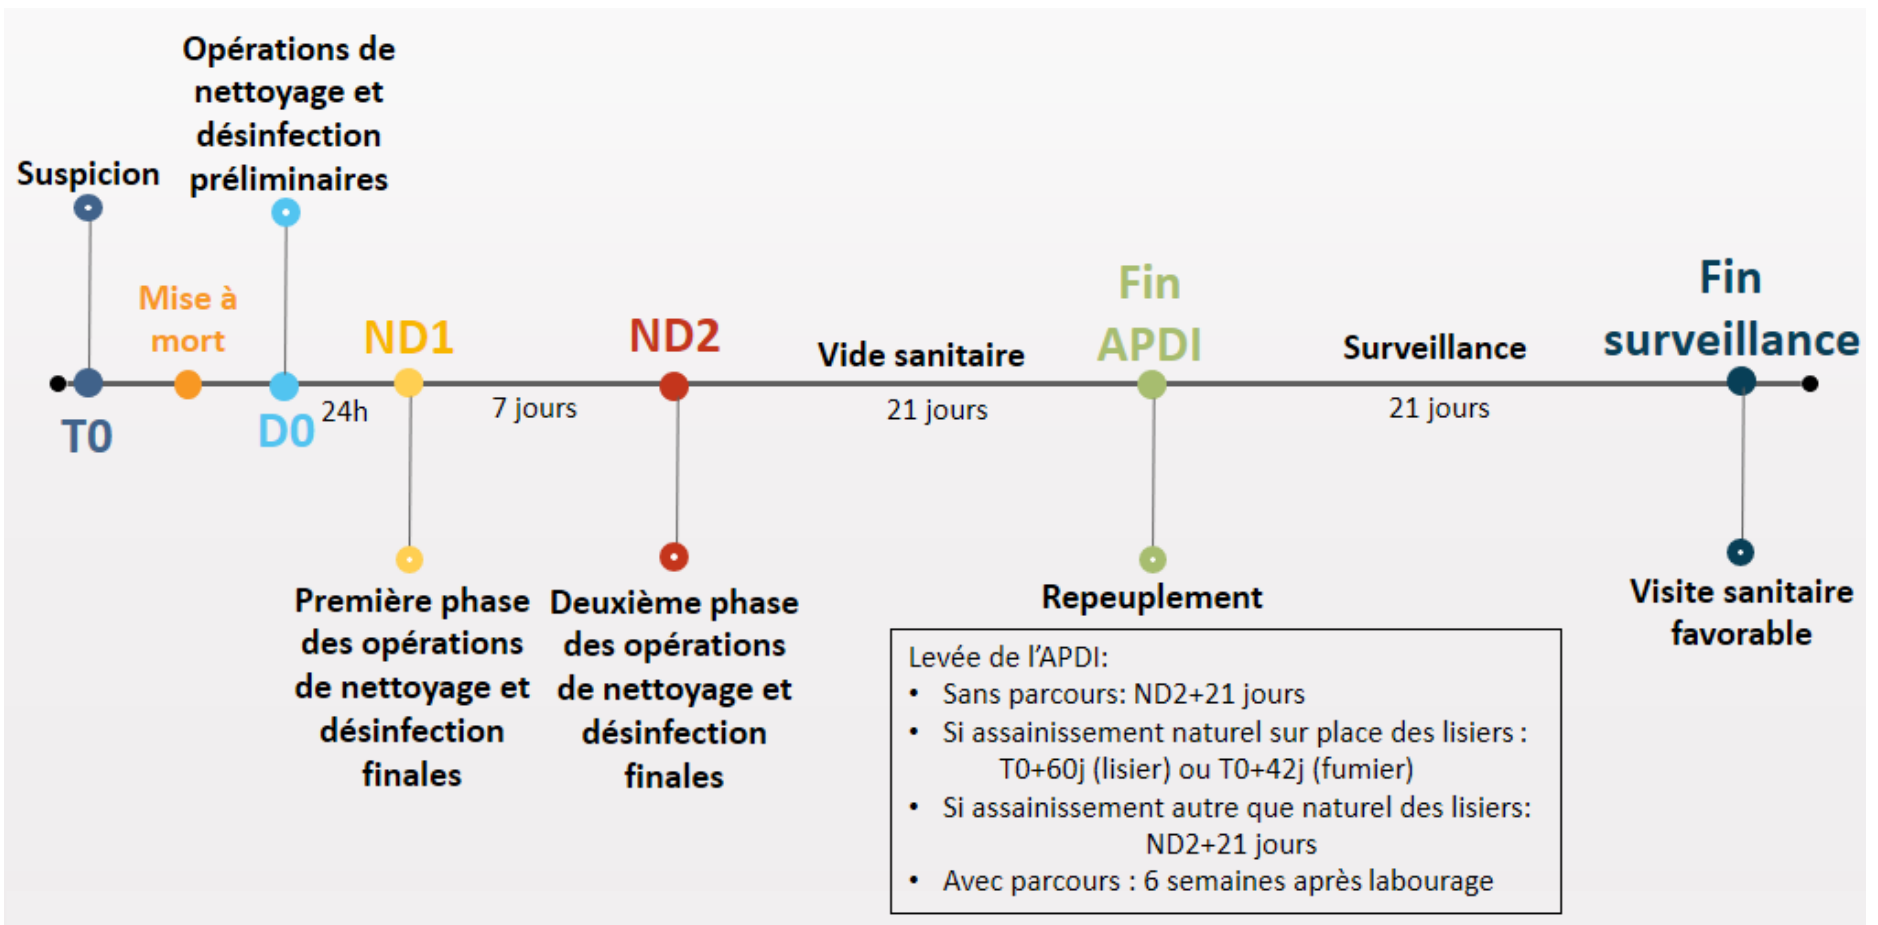 Opérations de
nettoyage et
désinfection
préliminaires
Suspicion
Mise à
mort
T0
D0
24h
ND1
7 jours
ND2
Vide sanitaire
21 jours
Fin
APDI
Surveillance
21 jours
Fin
surveillance
Première phase
des opérations
de nettoyage et
désinfection
finales
Deuxième phase
des opérations
de nettoyage et
désinfection
finales
Repeuplement
Levée de l'APDI:
• Sans parcours: ND2+21 jours
• Si assainissement naturel sur place des lisiers :
T0+60j (lisier) ou T0+42j (fumier)
• Si assainissement autre que naturel des lisiers:
ND2+21 jours
• Avec parcours : 6 semaines après labourage
Visite sanitaire
favorable